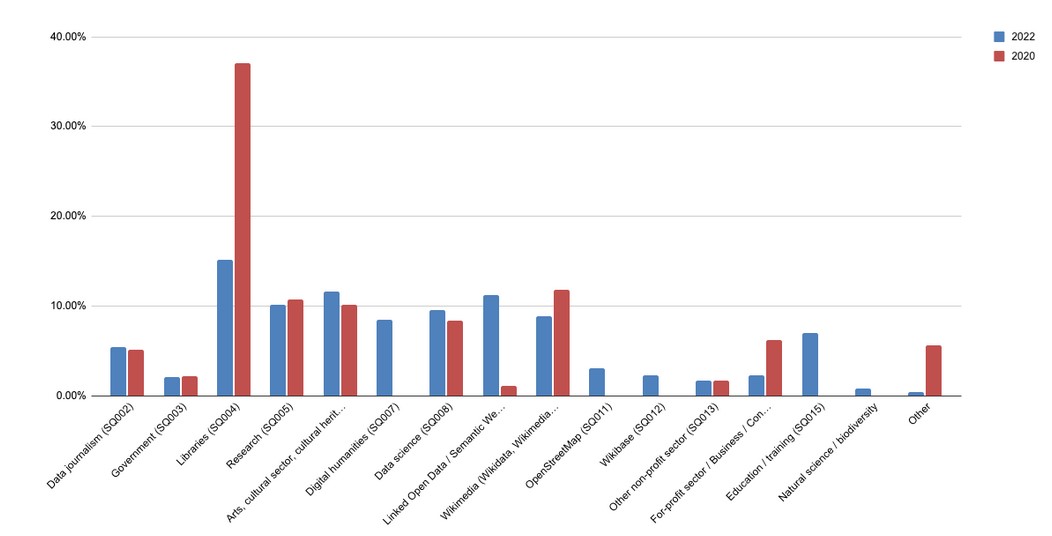 40.00%
30.00%
20.00%
10.00%
0.00%
2022
2020
Data journalism (SQ002)
Government (SQ003)
Libraries (SQ004)
Research (SQ005)
Arts, cultural sector, cultural herit…
Digital humanities (SQ007)
Data science (SQ008)
Linked Open Data / Semantic We…
Wikimedia (Wikidata, Wikimedia…
OpenStreetMap (SQ011)
Wikibase (SQ012)
Other non-profit sector (SQ013)
For-profit sector / Business / Con…
Education / training (SQ015)
Natural science / biodiversity
Other